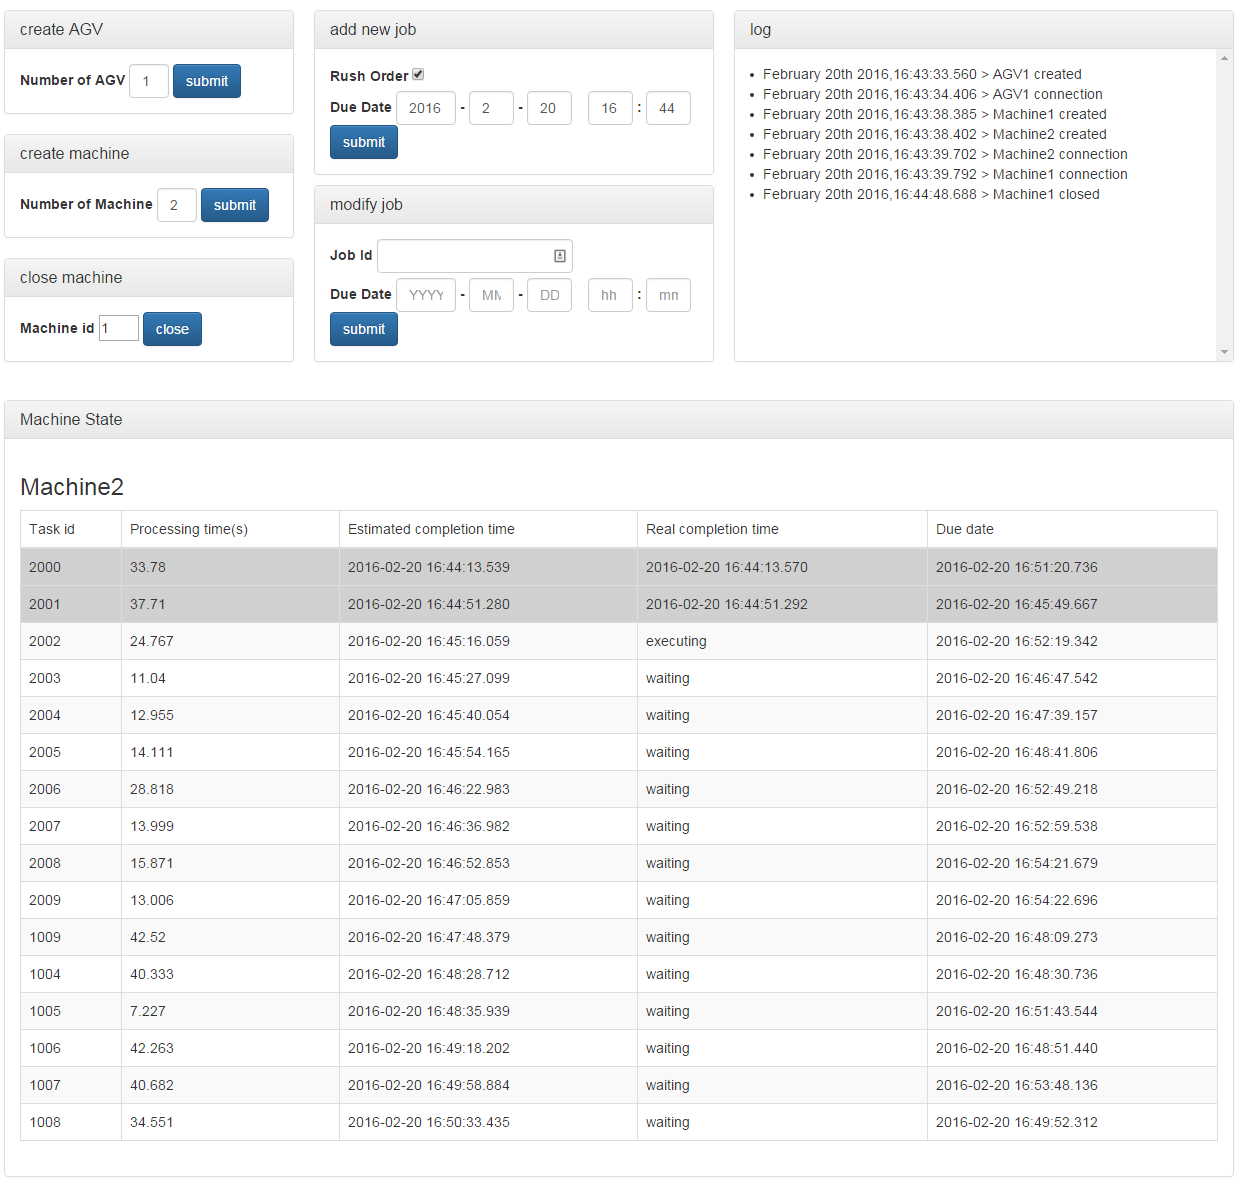 create AGV
Number of AGV 1 submit
create machine
Number of Machine 2 submit
close machine
Machine id 1 close
add new job
Rush Order
Due Date 2016 - 2 - 20 16 : 44
submit
modify job
Job Id
Due Date YYYY - MM - DD hh : mm
submit
log
• February 20th 2016,16:43:33.560 > AGV1 created
• February 20th 2016,16:43:34.406 > AGV1 connection
• February 20th 2016,16:43:38.385 > Machine1 created
• February 20th 2016,16:43:38.402 > Machine2 created
• February 20th 2016,16:43:39.702 > Machine2 connection
• February 20th 2016,16:43:39.792 > Machine1 connection
• February 20th 2016,16:44:48.688 > Machine1 closed
Machine State
Machine2
Task id Processing time(s) Estimated completion time Real completion time Due date
2000 33.78 2016-02-20 16:44:13.539 2016-02-20 16:44:13.570 2016-02-20 16:51:20.736
2001 37.71 2016-02-20 16:44:51.280 2016-02-20 16:44:51.292 2016-02-20 16:45:49.667
2002 24.767 2016-02-20 16:45:16.059 executing 2016-02-20 16:52:19.342
2003 11.04 2016-02-20 16:45:27.099 waiting 2016-02-20 16:46:47.542
2004 12.955 2016-02-20 16:45:40.054 waiting 2016-02-20 16:47:39.157
2005 14.111 2016-02-20 16:45:54.165 waiting 2016-02-20 16:48:41.806
2006 28.818 2016-02-20 16:46:22.983 waiting 2016-02-20 16:52:49.218
2007 13.999 2016-02-20 16:46:36.982 waiting 2016-02-20 16:52:59.538
2008 15.871 2016-02-20 16:46:52.853 waiting 2016-02-20 16:54:21.679
2009 13.006 2016-02-20 16:47:05.859 waiting 2016-02-20 16:54:22.696
1009 42.52 2016-02-20 16:47:48.379 waiting 2016-02-20 16:48:09.273
1004 40.333 2016-02-20 16:48:28.712 waiting 2016-02-20 16:48:30.736
1005 7.227 2016-02-20 16:48:35.939 waiting 2016-02-20 16:51:43.544
1006 42.263 2016-02-20 16:49:18.202 waiting 2016-02-20 16:48:51.440
1007 40.682 2016-02-20 16:49:58.884 waiting 2016-02-20 16:53:48.136
1008 34.551 2016-02-20 16:50:33.435 waiting 2016-02-20 16:49:52.312